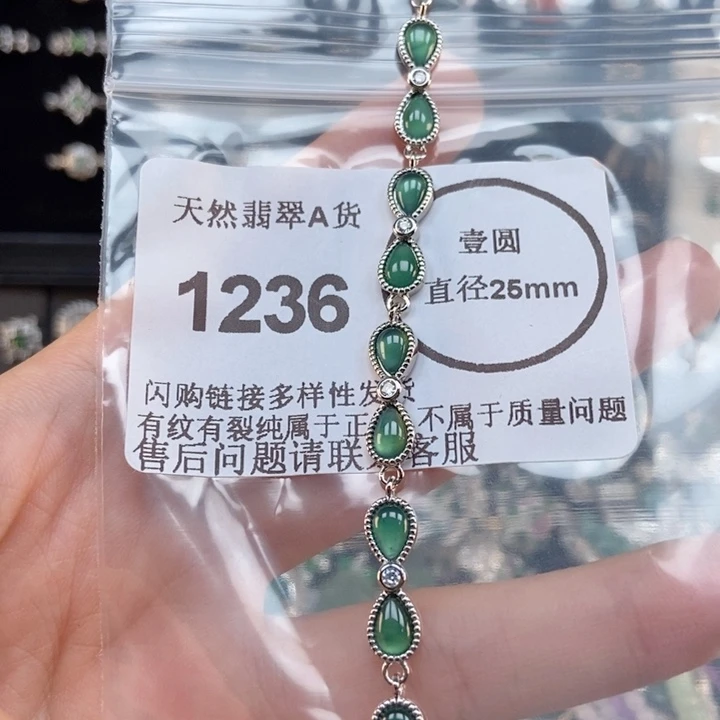 天然翡翠A货
1236
壹圆
直径25mm
闪购链接多样性发货
有纹有裂纯属于正 不属于质量问题
售后问题请联 客服